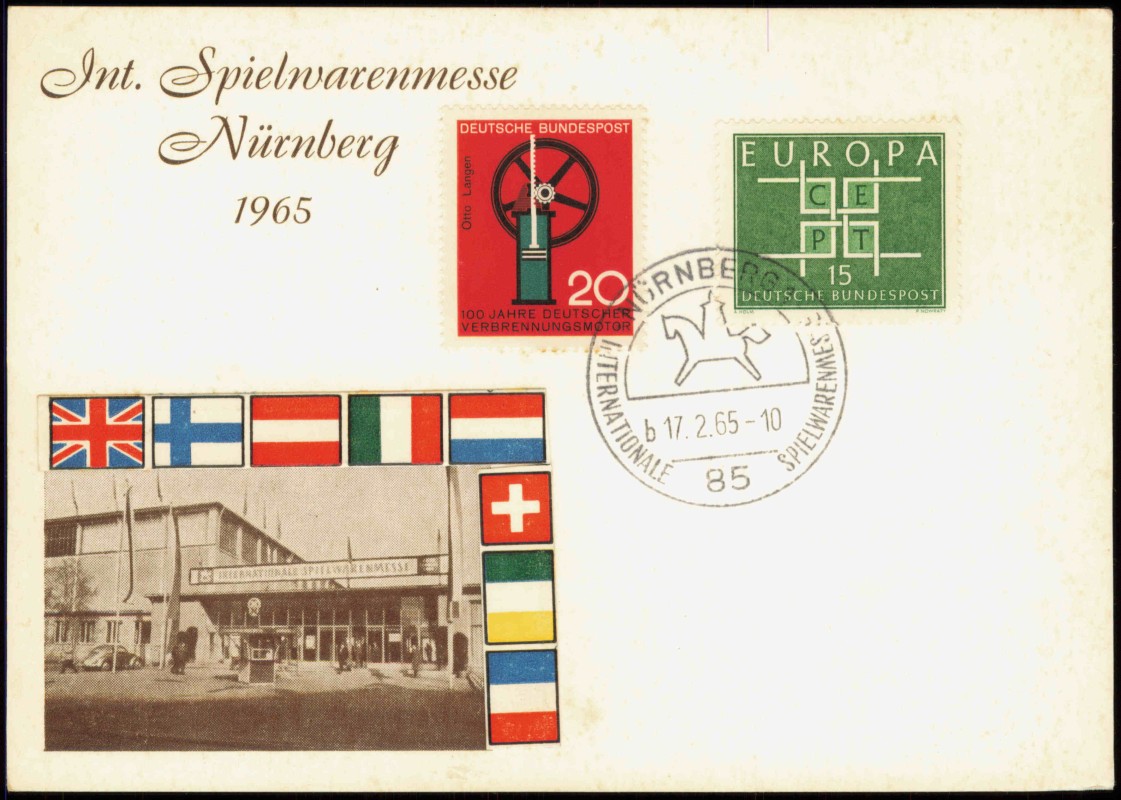 Int. Spielwarenmesse
Nürnberg
1965
DEUTSCHE BUNDESPOST
Otto Langen
20
100 JAHRE DEUTSCHER
VERBRENNUNGSMOTOR
EUROPA
C E
P T
15
DEUTSCHE BUNDESPOST
NÜRNBERG
INTERNATIONALE SPIELWARENMESSE
b 17.2.65-10
85
INTERNATIONALE SPIELWARENMESSE